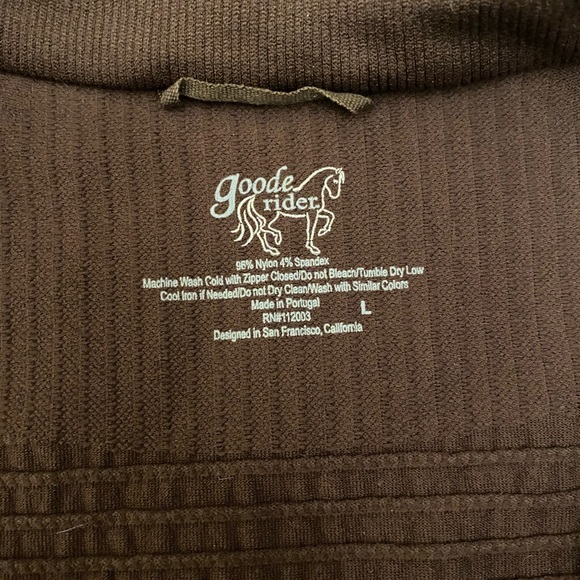 goode
rider.
96% Nylon 4% Spandex
Machine Wash Cold with Zipper Closed/Do not Bleach/Tumble Dry Low
Cool Iron if Needed/Do not Dry Clean/Wash with Similar Colors
Made in Portugal
L
RN#112003
Designed in San Francisco, California